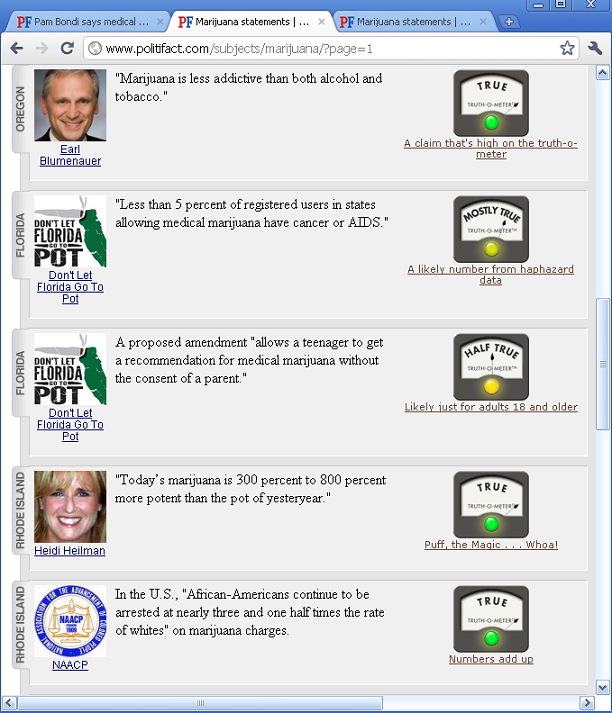 Pam Bondi says medical ...
Marijuana statements | ...
Marijuana statements | ...
www.politifact.com/subjects/marijuana/?page=1
OREGON
"Marijuana is less addictive than both alcohol and
tobacco."
Earl
Blumenauer
TRUE
TRUTH-O-METER™
A claim that's high on the truth-o-
meter
FLORIDA
DON'T LET
FLORIDA
GO TO
POT
Don't Let
Florida Go To
Pot
"Less than 5 percent of registered users in states
allowing medical marijuana have cancer or AIDS."
MOSTLY TRUE
TRUTH-O-METER™
A likely number from haphazard
data
FLORIDA
DON'T LET
FLORIDA
GO TO
POT
Don't Let
Florida Go To
Pot
A proposed amendment "allows a teenager to get
a recommendation for medical marijuana without
the consent of a parent."
HALF TRUE
TRUTH-O-METER™
Likely just for adults 18 and older
RHODE ISLAND
Heidi Heilman
"Today's marijuana is 300 percent to 800 percent
more potent than the pot of yesteryear."
TRUE
TRUTH-O-METER™
Puff, the Magic . . . Whoa!
RHODE ISLAND
NATIONAL ASSOCIATION FOR THE ADVANCEMENT OF COLORED PEOPLE
NAACP
NAACP
In the U.S., "African-Americans continue to be
arrested at nearly three and one half times the rate
of whites" on marijuana charges.
TRUE
TRUTH-O-METER™
Numbers add up